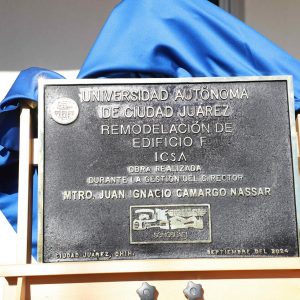 UNIVERSIDAD AUTÓNOMA
DE CIUDAD JUÁREZ
REMODELACIÓN DE
EDIFICIO F
ICSA
OBRA REALIZADA
DURANTE LA GESTIÓN DEL DIRECTOR
MTRO. JUAN IGNACIO CAMARGO NASSAR
CIUDAD JUÁREZ, CHIH.
SEPTIEMBRE DEL 2024